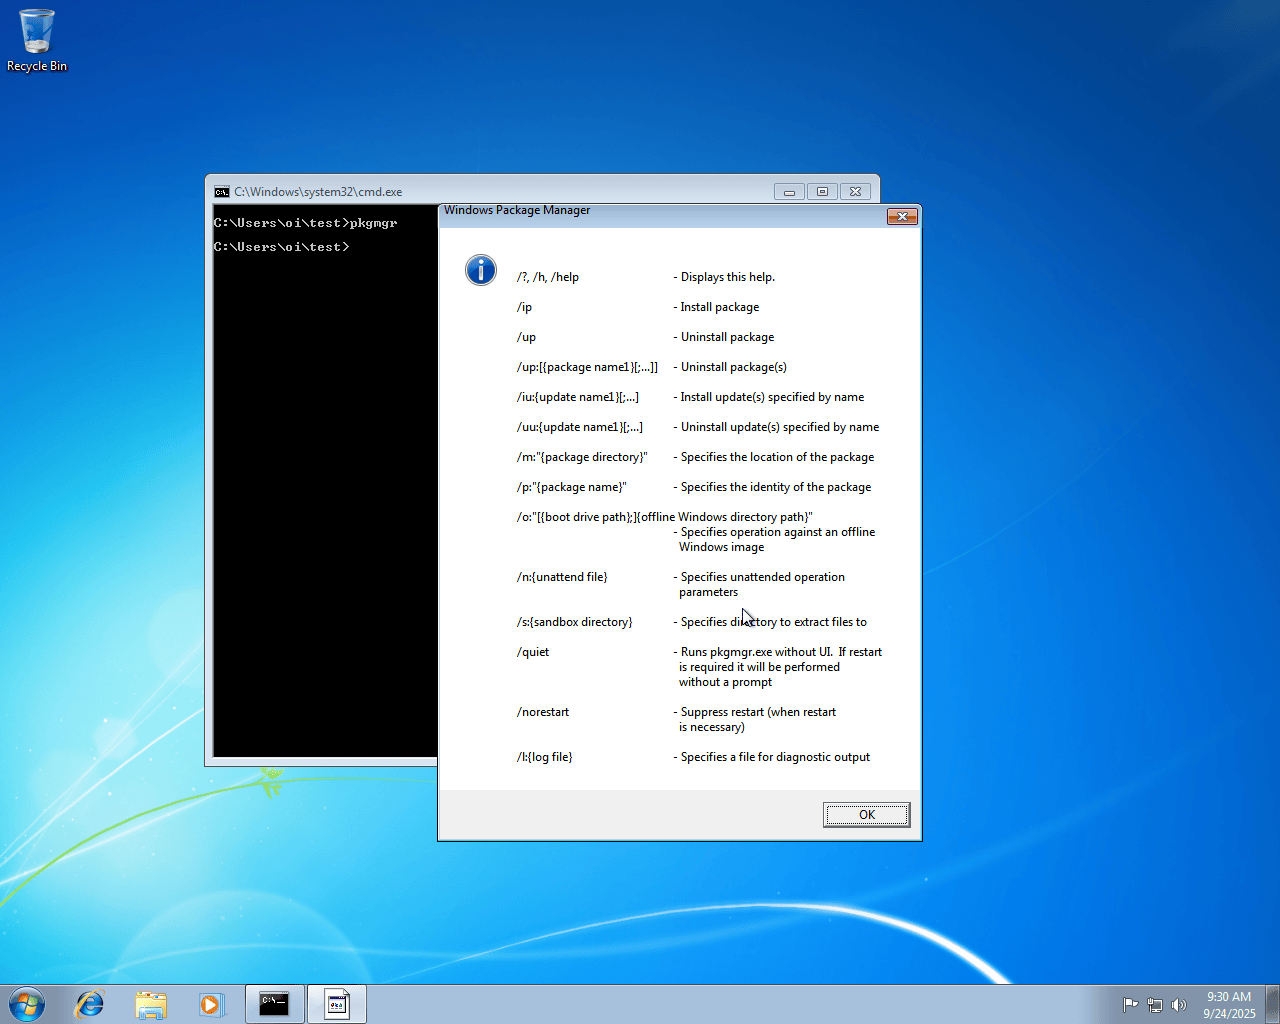 Recycle Bin
C:\Windows\system32\cmd.exe
C:\Users\oi\test>pkgmgr
C:\Users\oi\test>
Windows Package Manager
/?, /h, /help - Displays this help.
/ip - Install package
/up - Uninstall package
/up:[{package name1}[;...]] - Uninstall package(s)
/iu:{update name1}[;...] - Install update(s) specified by name
/uu:{update name1}[;...] - Uninstall update(s) specified by name
/m:"{package directory}" - Specifies the location of the package
/p:"{package name}" - Specifies the identity of the package
/o:"[{boot drive path};]{offline Windows directory path}"
- Specifies operation against an offline
Windows image
/n:{unattend file} - Specifies unattended operation
parameters
/s:{sandbox directory} - Specifies directory to extract files to
/quiet - Runs pkgmgr.exe without UI. If restart
is required it will be performed
without a prompt
/norestart - Suppress restart (when restart
is necessary)
/l:{log file} - Specifies a file for diagnostic output
OK
9:30 AM
9/24/2025